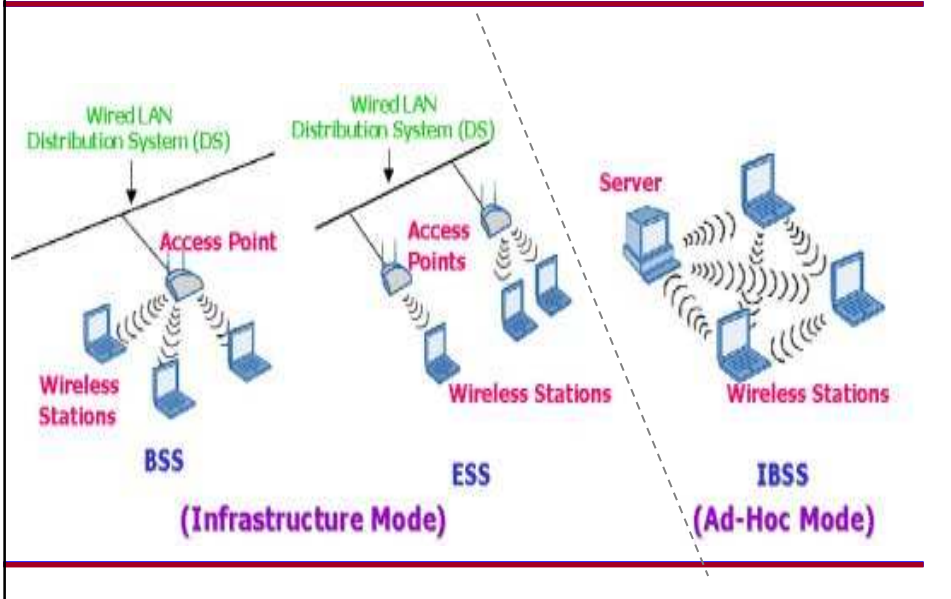 Wired LAN
Distribution System (DS)
Access Point
Wireless
Stations
BSS
Wired LAN
Distribution System (DS)
Access
Points
Wireless Stations
ESS
(Infrastructure Mode)
Server
Wireless Stations
IBSS
(Ad-Hoc Mode)